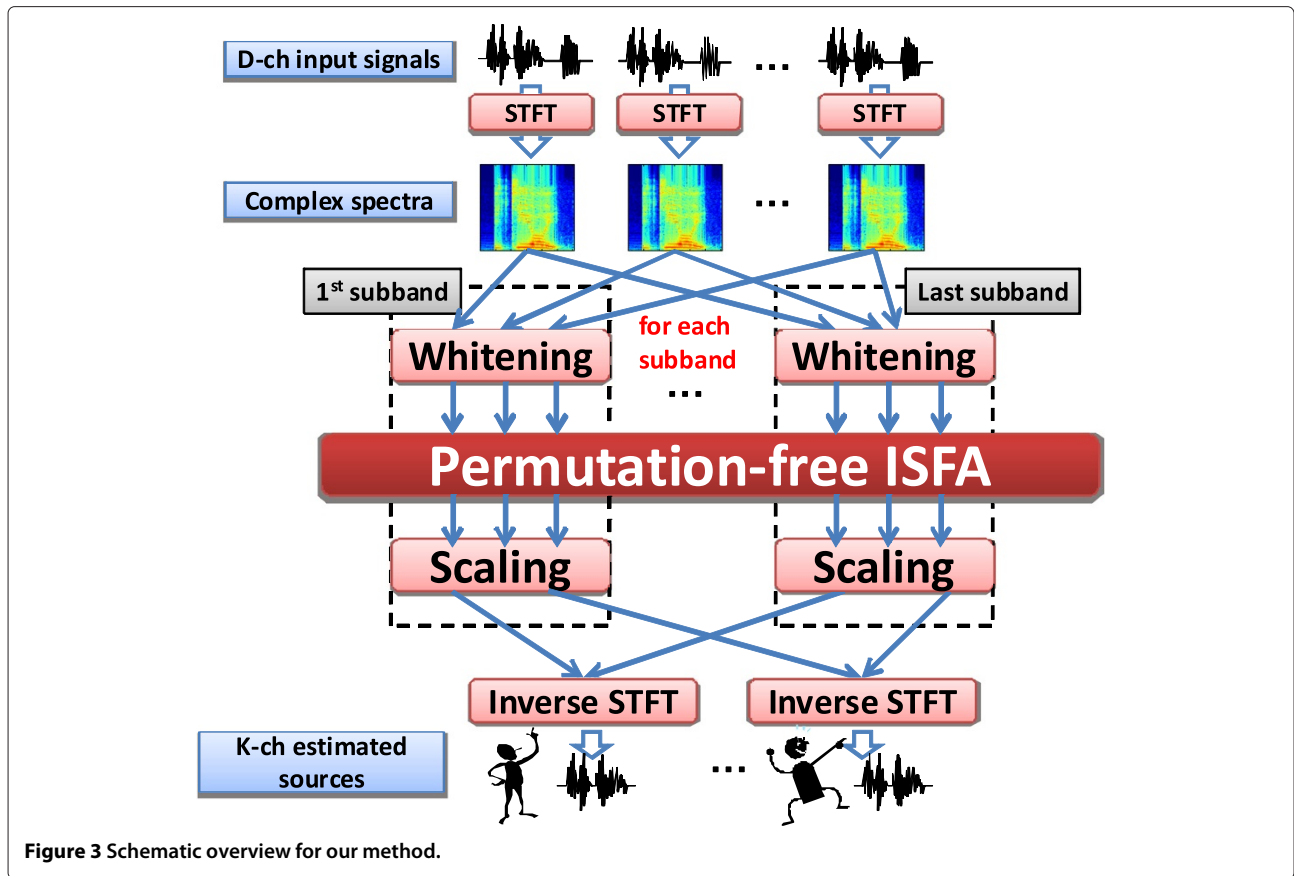 D-ch input signals
...
STFT STFT STFT
Complex spectra
...
1st subband
Last subband
for each
subband
Whitening
Whitening
...
Permutation-free ISFA
Scaling
Scaling
Inverse STFT
Inverse STFT
K-ch estimated
sources
...
Figure 3 Schematic overview for our method.